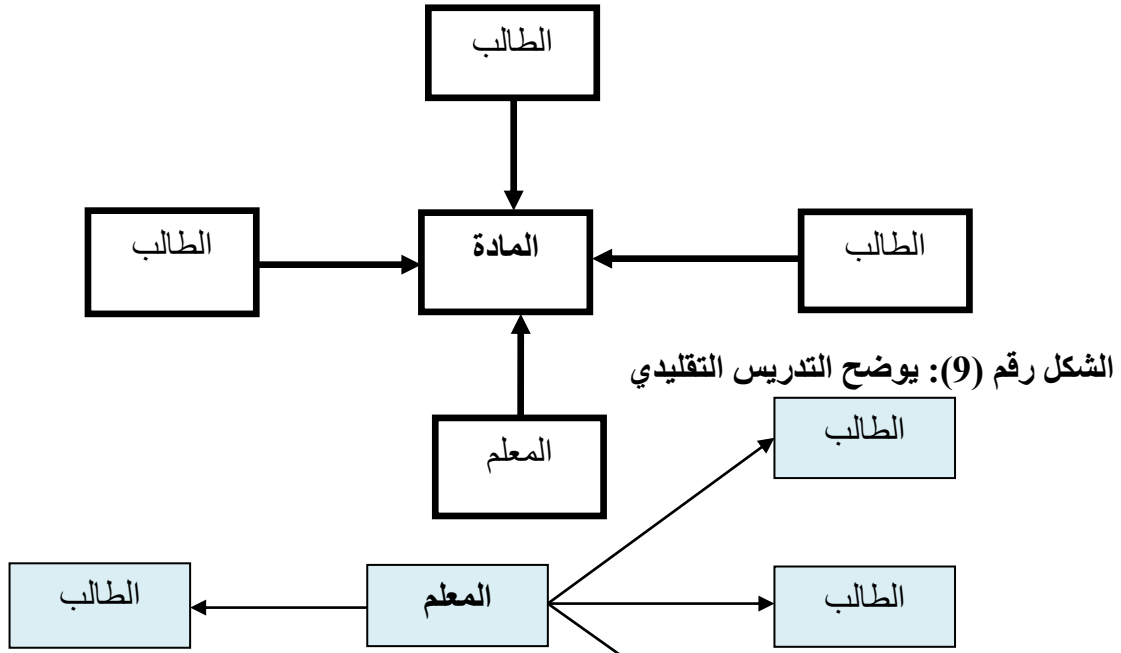 الطالب
الطالب
المادة
الطالب
الشكل رقم (9): يوضح التدريس التقليدي
الطالب
المعلم
الطالب
المعلم
الطالب